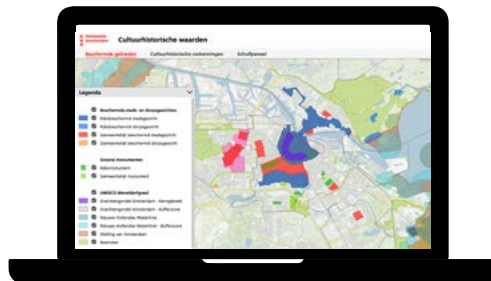 Gemeente
Amsterdam
Cultuurhistorische waarden
Beschermde gebieden Cultuurhistorische verkenningen Schuifpaneel
Legenda
Beschermde stads- en dorpsgezichten
Rijksbeschermd stadsgezicht
Rijksbeschermd dorpsgezicht
Gemeentelijk beschermd stadsgezicht
Gemeentelijk beschermd dorpsgezicht
Groene monumenten
Rijksmonument
Gemeentelijk monument
UNESCO Werelderfgoed
Grachtengordel Amsterdam - Kerngebied
Grachtengordel Amsterdam - Bufferzone
Nieuwe Hollandse Waterlinie
Nieuwe Hollandse Waterlinie - Bufferzone
Stelling van Amsterdam
Beemster